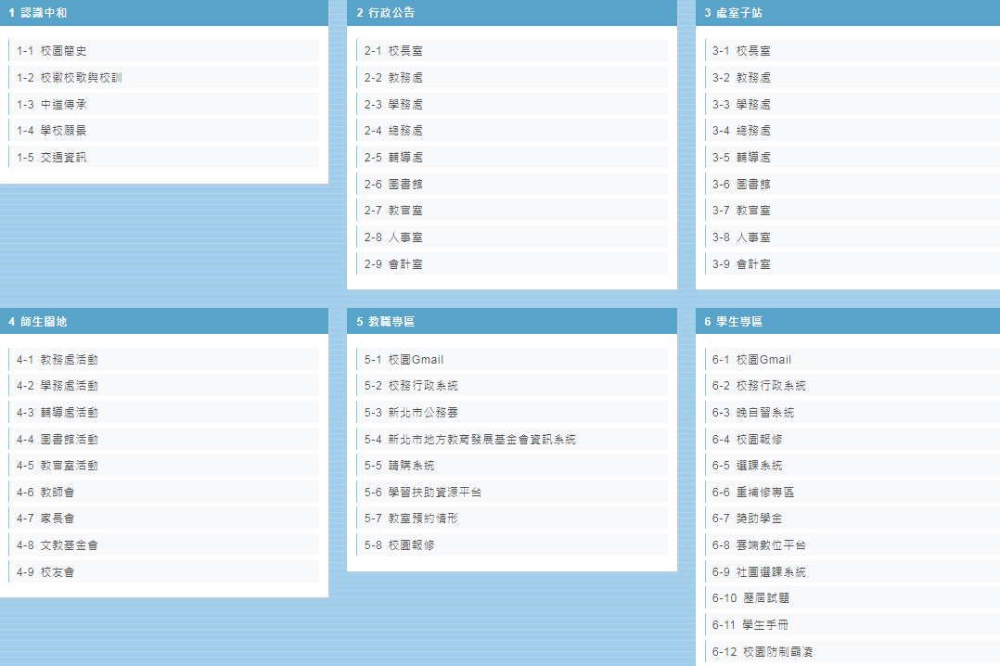 1 認識中和
1-1 校園簡史
1-2 校徽校歌與校訓
1-3 中道傳承
1-4 學校願景
1-5 交通資訊
2 行政公告
2-1 校長室
2-2 教務處
2-3 學務處
2-4 總務處
2-5 輔導處
2-6 圖書館
2-7 教官室
2-8 人事室
2-9 會計室
3 處室子站
3-1 校長室
3-2 教務處
3-3 學務處
3-4 總務處
3-5 輔導處
3-6 圖書館
3-7 教官室
3-8 人事室
3-9 會計室
4 師生園地
4-1 教務處活動
4-2 學務處活動
4-3 輔導處活動
4-4 圖書館活動
4-5 教官室活動
4-6 教師會
4-7 家長會
4-8 文教基金會
4-9 校友會
5 教職專區
5-1 校園Gmail
5-2 校務行政系統
5-3 新北市公務雲
5-4 新北市地方教育發展基金會資訊系統
5-5 請購系統
5-6 學習扶助資源平台
5-7 教室預約情形
5-8 校園報修
6 學生專區
6-1 校園Gmail
6-2 校務行政系統
6-3 晚自習系統
6-4 校園報修
6-5 選課系統
6-6 重補修專區
6-7 獎助學金
6-8 雲端數位平台
6-9 社團選課系統
6-10 歷屆試題
6-11 學生手冊
6-12 校園防制霸凌